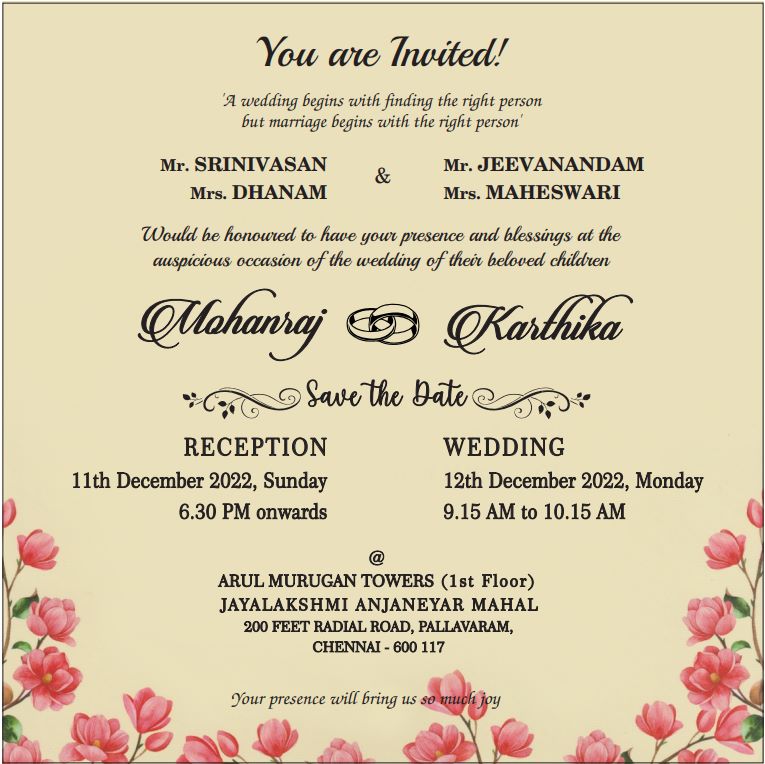 You are Invited!
'A wedding begins with finding the right person
but marriage begins with the right person'
Mr. SRINIVASAN
Mrs. DHANAM
&
Mr. JEEVANANDAM
Mrs. MAHESWARI
Would be honoured to have your presence and blessings at the
auspicious occasion of the wedding of their beloved children
Mohanraj Karthika
Save the Date
RECEPTION
11th December 2022, Sunday
6.30 PM onwards
WEDDING
12th December 2022, Monday
9.15 AM to 10.15 AM
@
ARUL MURUGAN TOWERS (1st Floor)
JAYALAKSHMI ANJANEYAR MAHAL
200 FEET RADIAL ROAD, PALLAVARAM,
CHENNAI - 600 117
Your presence will bring us so much joy